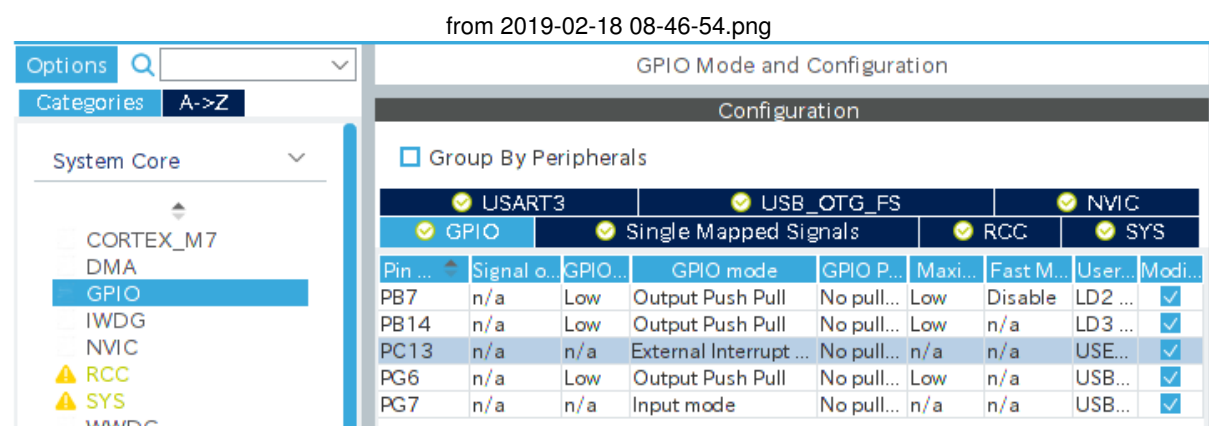 from 2019-02-18 08-46-54.png
Options
GPIO Mode and Configuration
Categories A->Z
Configuration
System Core
Group By Peripherals
USART3 USB_OTG_FS NVIC
GPIO Single Mapped Signals RCC SYS
CORTEX_M7
DMA
GPIO
IWDG
NVIC
RCC
SYS
WWDG
Pin ... Signal o... GPIO... GPIO mode GPIO P... Maxi... Fast M... User... Modi...
PB7 n/a Low Output Push Pull No pull... Low Disable LD2 ...
PB14 n/a Low Output Push Pull No pull... Low n/a LD3 ...
PC13 n/a n/a External Interrupt ... No pull... n/a n/a USE...
PG6 n/a Low Output Push Pull No pull... Low n/a USB...
PG7 n/a n/a Input mode No pull... n/a n/a USB...